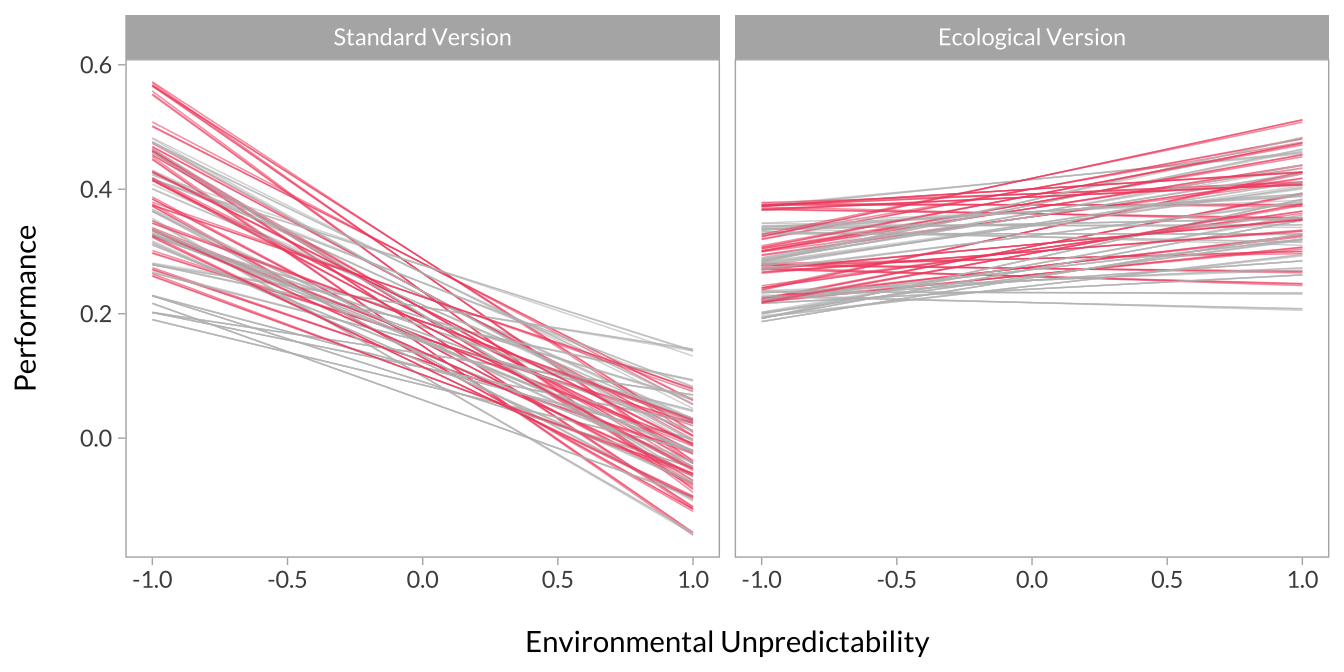 Standard Version
Ecological Version
0.6
0.4
0.2
0.0
Performance
-1.0 -0.5 0.0 0.5 1.0
-1.0 -0.5 0.0 0.5 1.0
Environmental Unpredictability